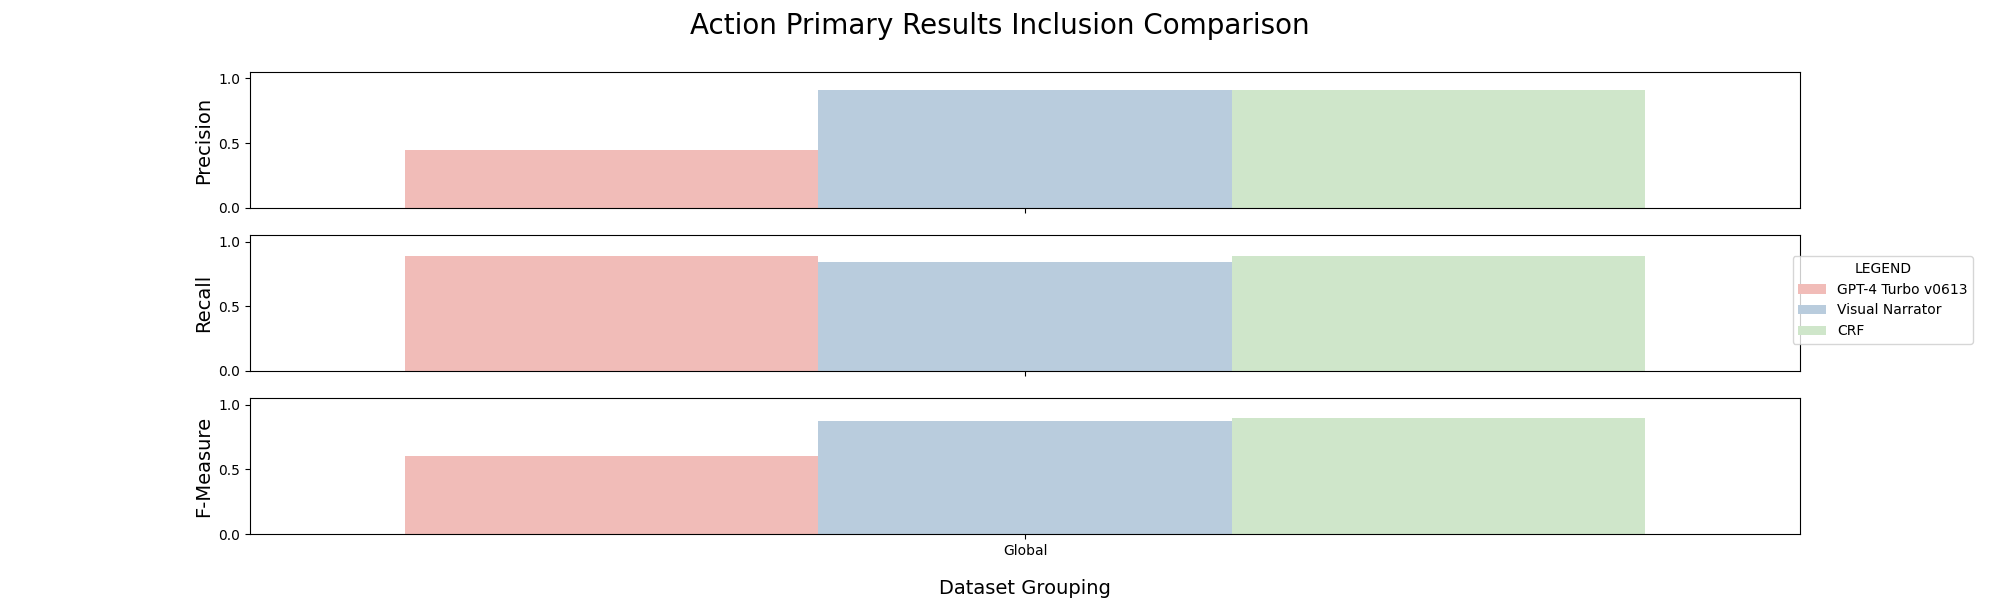 Action Primary Results Inclusion Comparison
1.0
0.5
0.0
Precision
1.0
0.5
0.0
Recall
1.0
0.5
0.0
F-Measure
Global
Dataset Grouping
LEGEND
GPT-4 Turbo v0613
Visual Narrator
CRF